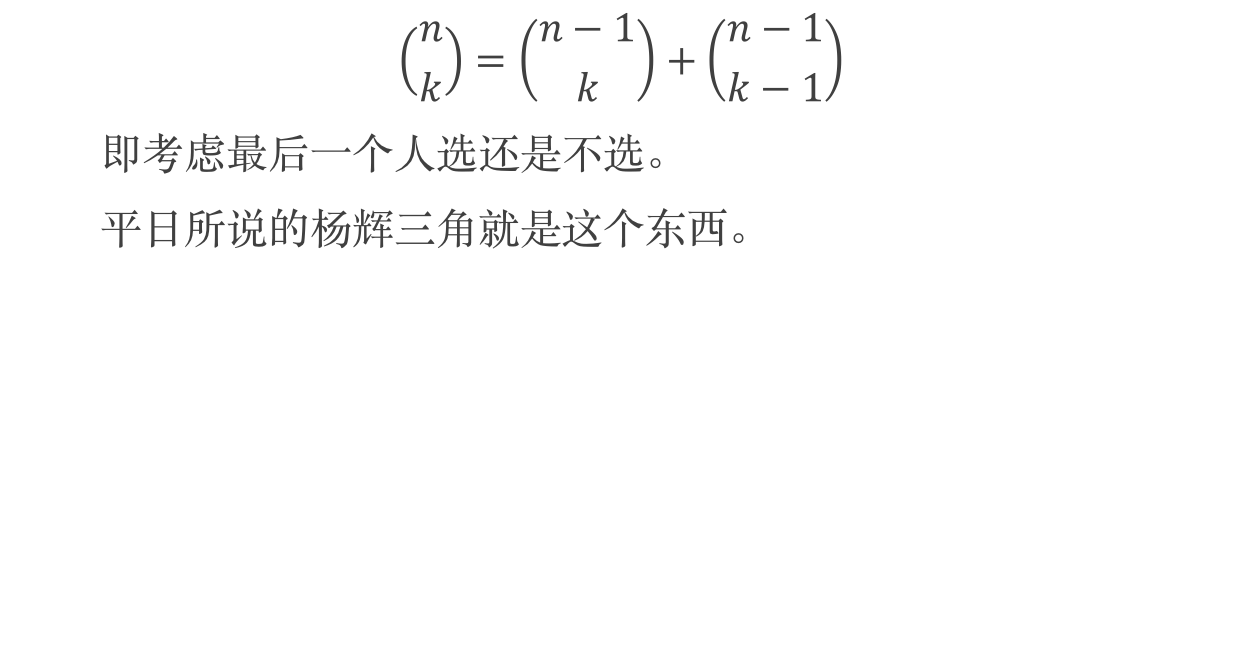 $\binom{n}{k} = \binom{n-1}{k} + \binom{n-1}{k-1}$
即考虑最后一个人选还是不选。
平日所说的杨辉三角就是这个东西。